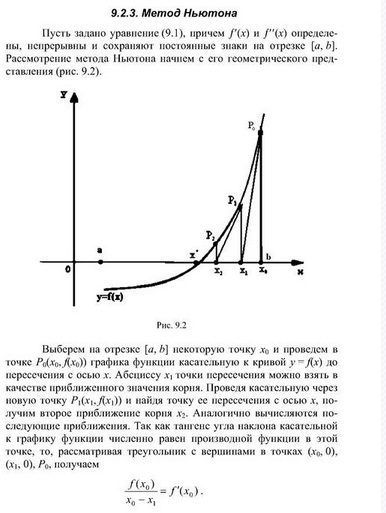 9.2.3. Метод Ньютона
Пусть задано уравнение (9.1), причем f'(x) и f''(x) определе-
ны, непрерывны и сохраняют постоянные знаки на отрезке [a, b].
Рассмотрение метода Ньютона начнем с его геометрического пред-
ставления (рис. 9.2).
Y
P₀
P₁
P₂
a
x*
b
0
x₂
x₁
x₀
x
y=f(x)
Рис. 9.2
Выберем на отрезке [a, b] некоторую точку x₀ и проведем в
точке P₀(x₀, f(x₀)) графика функции касательную к кривой y = f(x) до
пересечения с осью x. Абсциссу x₁ точки пересечения можно взять в
качестве приближенного значения корня. Проведя касательную через
новую точку P₁(x₁, f(x₁)) и найдя точку ее пересечения с осью x, по-
лучим второе приближение корня x₂. Аналогично вычисляются по-
следующие приближения. Так как тангенс угла наклона касательной
к графику функции численно равен производной функции в этой
точке, то, рассматривая треугольник с вершинами в точках (x₀, 0),
(x₁, 0), P₀, получаем
f(x₀)
x₀ − x₁
= f'(x₀).